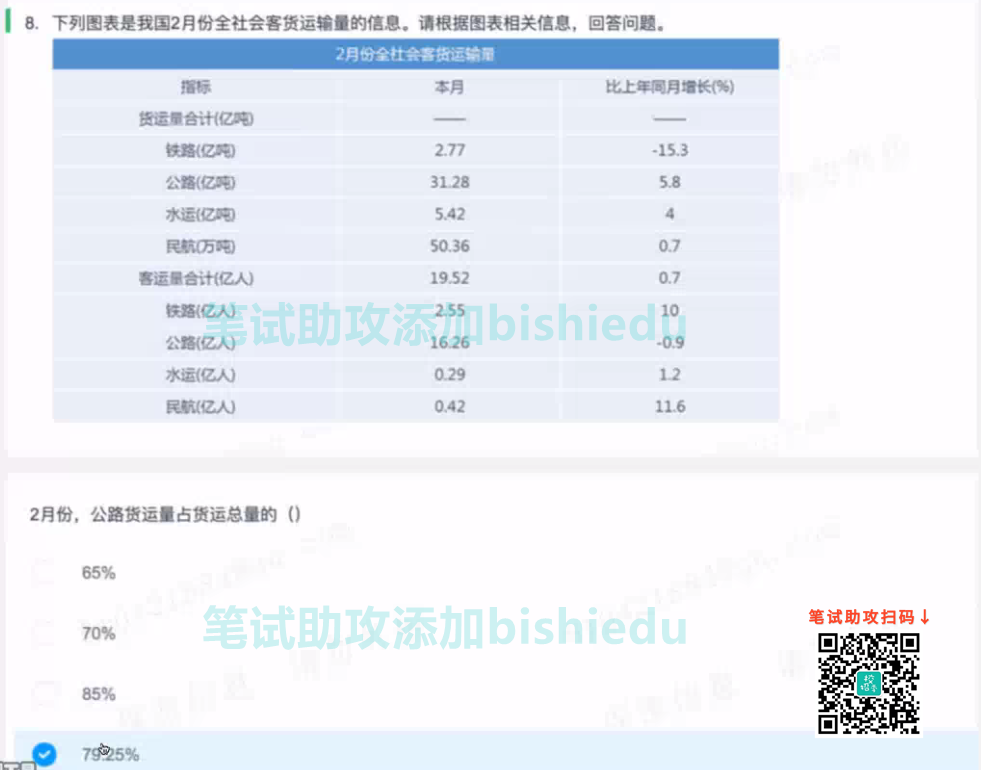 8. 下列图表是我国2月份全社会客货运输量的信息。请根据图表相关信息，回答问题。
2月份全社会客货运输量
指标 本月 比上年同月增长(%)
货运量合计(亿吨) —— ——
铁路(亿吨) 2.77 -15.3
公路(亿吨) 31.28 5.8
水运(亿吨) 5.42 4
民航(万吨) 50.36 0.7
客运量合计(亿人) 19.52 0.7
铁路(亿人) 2.55 10
笔试助攻添加bishiedu
公路(亿人) 16.26 -0.9
水运(亿人) 0.29 1.2
民航(亿人) 0.42 11.6
2月份，公路货运量占货运总量的（）
65%
笔试助攻添加bishiedu
笔试助攻扫码↓
70%
85%
79.25%